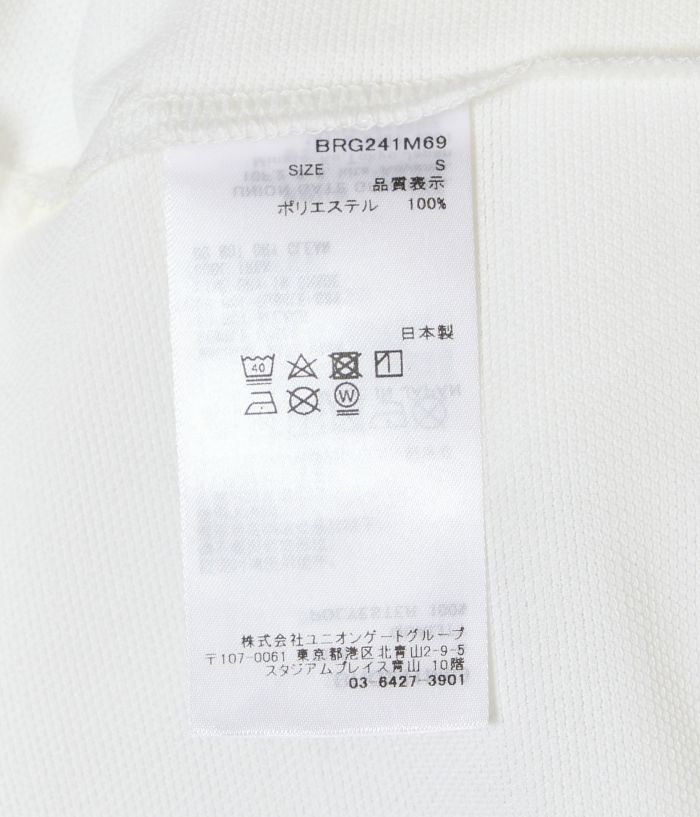 BRG241M69
SIZE S
品質表示
ポリエステル 100%
日本製
40
W
株式会社ユニオンゲートグループ
〒107-0061 東京都港区北青山2-9-5
スタジアムプレイス青山 10階
03-6427-3901